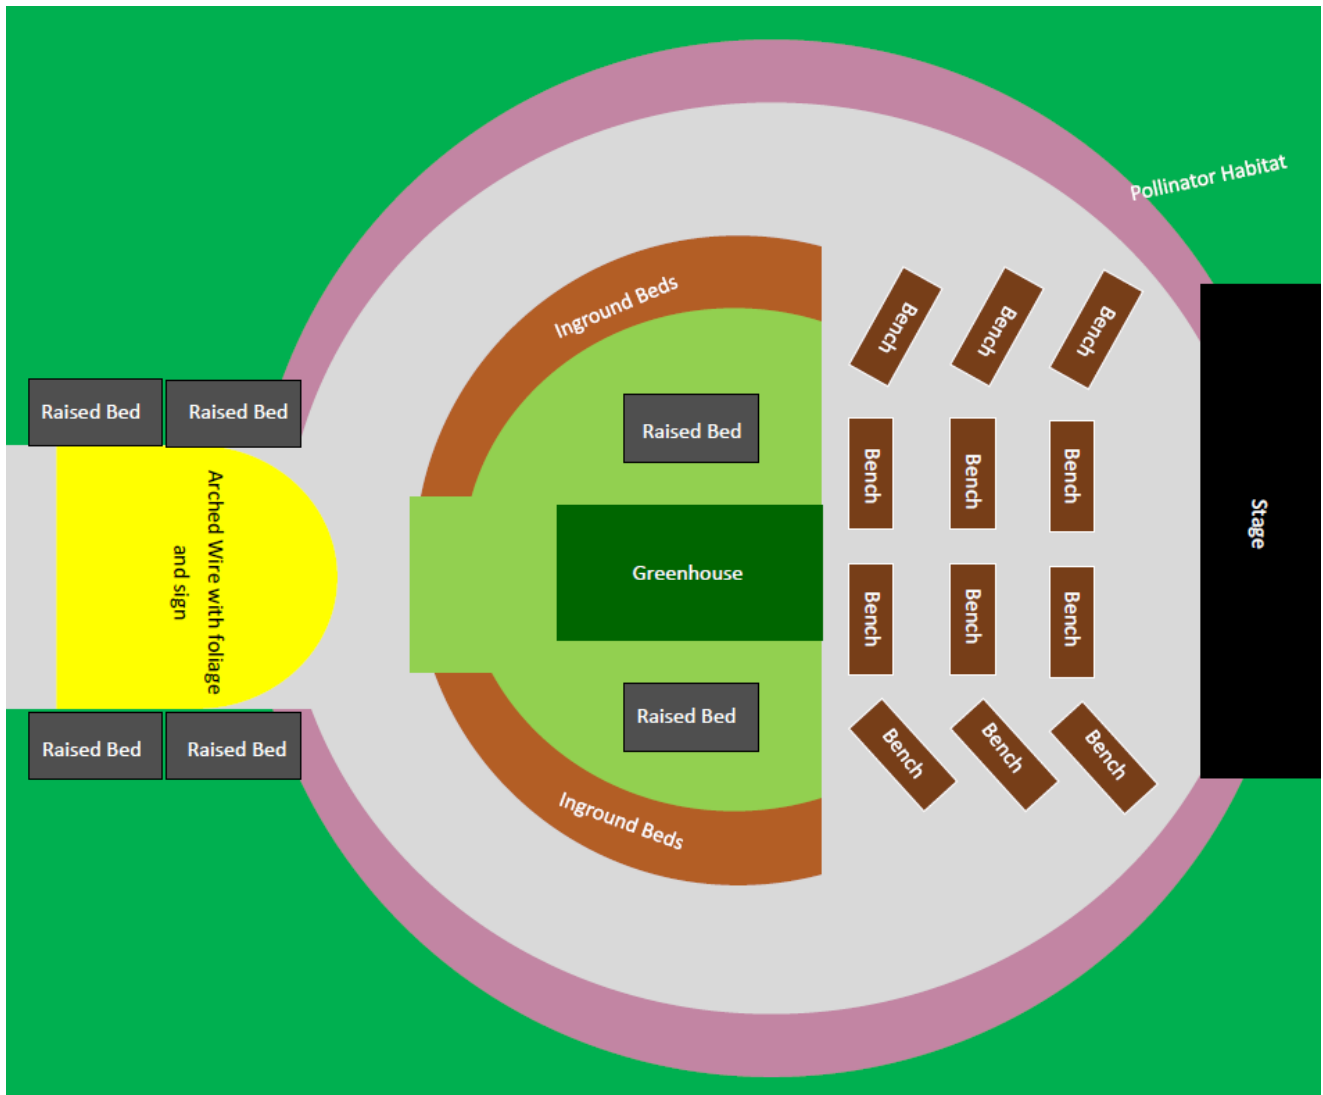 Pollinator Habitat
Inground Beds
Bench
Bench
Bench
Raised Bed
Raised Bed
Raised Bed
Bench
Bench
Bench
Arched Wire with foliage
and sign
Stage
Greenhouse
Bench
Bench
Bench
Raised Bed
Raised Bed
Raised Bed
Bench
Bench
Bench
Inground Beds